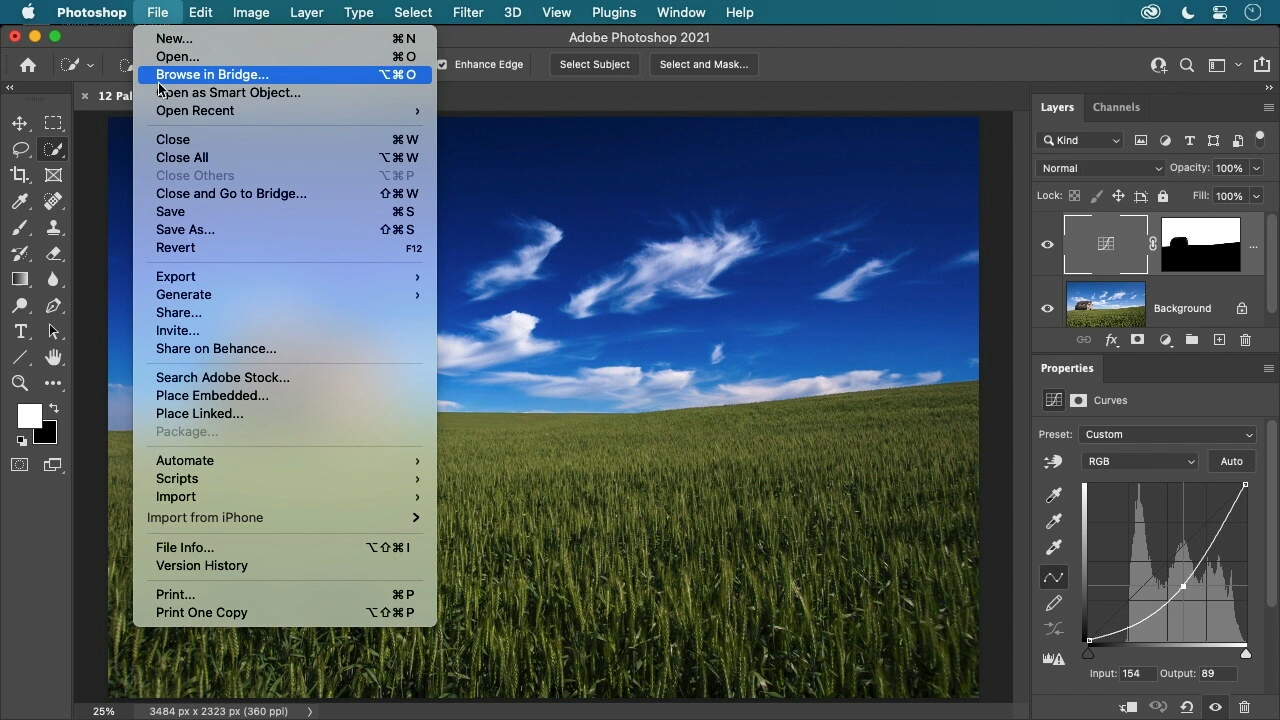 Photoshop File Edit Image Layer Type Select Filter 3D View Plugins Window Help
Adobe Photoshop 2021
Enhance Edge Select Subject Select and Mask...
12 Pal
New... ⌘N
Open... ⌘O
Browse in Bridge... ⌥⌘O
Open as Smart Object...
Open Recent
Close ⌘W
Close All ⌥⌘W
Close Others ⌥⌘P
Close and Go to Bridge... ⇧⌘W
Save ⌘S
Save As... ⇧⌘S
Revert F12
Export
Generate
Share...
Invite...
Share on Behance...
Search Adobe Stock...
Place Embedded...
Place Linked...
Package...
Automate
Scripts
Import
Import from iPhone
File Info... ⌥⇧⌘I
Version History
Print... ⌘P
Print One Copy ⌥⇧⌘P
Layers Channels
Kind
Normal Opacity: 100%
Lock: Fill: 100%
...
Background
fx
Properties
Curves
Preset: Custom
RGB Auto
Input: 154 Output: 89
25% 3484 px x 2323 px (360 ppi)